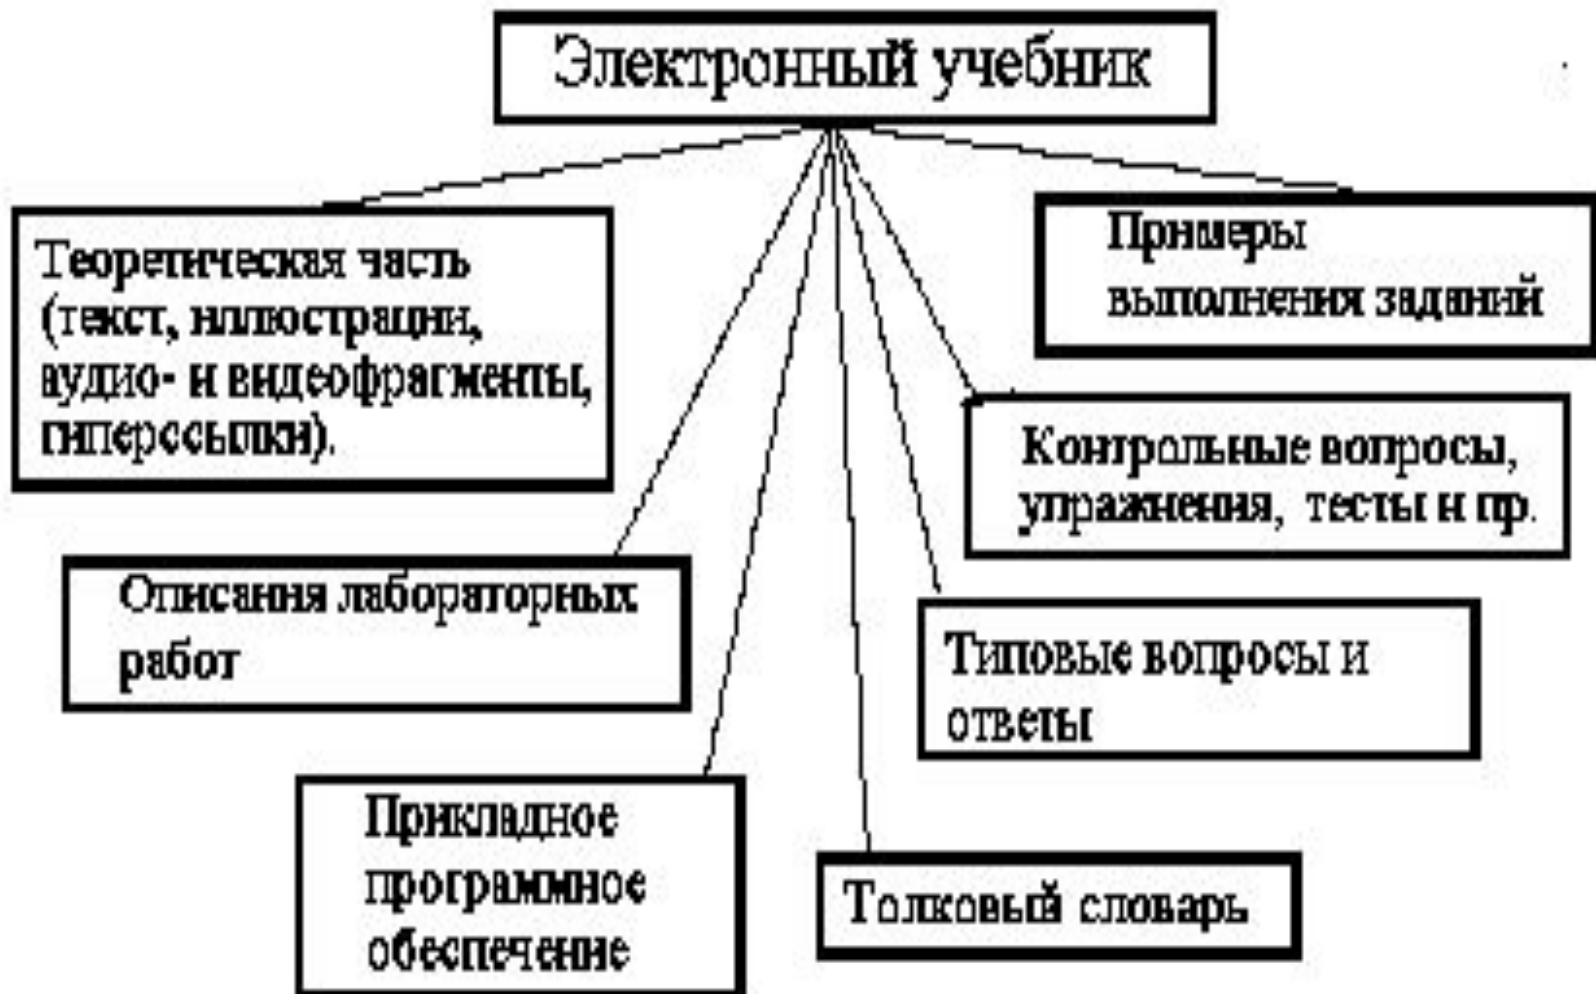 Электронный учебник
Теоретическая часть
(текст, иллюстрации,
аудио- и видеофрагменты,
гиперссылки).
Примеры
выполнения заданий
Контрольные вопросы,
упражнения, тесты и пр.
Описания лабораторных
работ
Типовые вопросы и
ответы
Прикладное
программное
обеспечение
Толковый словарь